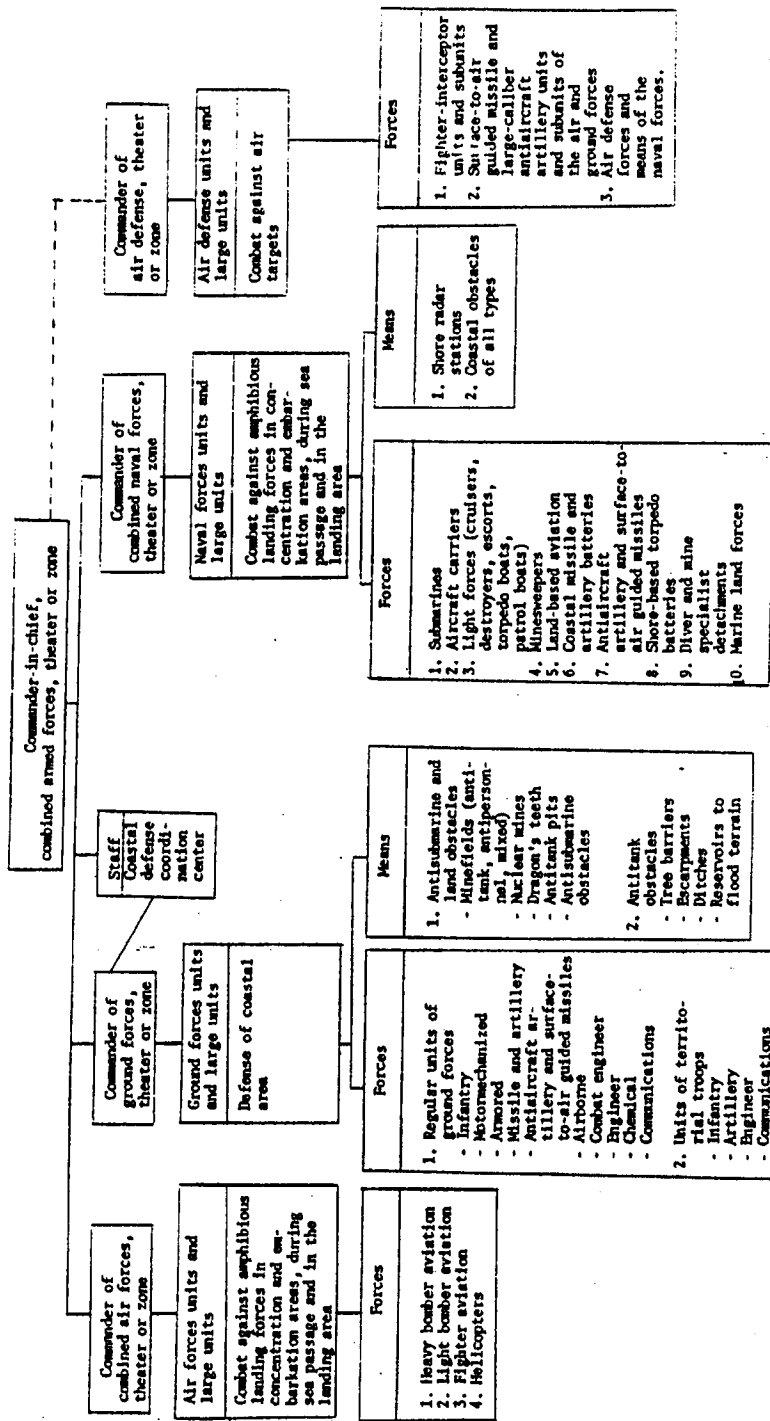 Commander-in-chief,
combined armed forces, theater or zone
Commander of
combined air forces,
theater or zone
Air forces units and
large units
Combat against amphibious
landing forces in
concentration and em-
barkation areas, during
sea passage and in the
landing area
Forces
1. Heavy bomber aviation
2. Light bomber aviation
3. Fighter aviation
4. Helicopters
Commander of
ground forces,
theater or zone
Staff
Coastal
defense
coordi-
nation
center
Ground forces units
and large units
Defense of coastal
area
Forces
1. Regular units of
ground forces
- Infantry
- Motormechanized
- Armored
- Missile and artillery
- Antiaircraft ar-
tillery and surface-
to-air guided missiles
- Airborne
- Combat engineer
- Engineer
- Chemical
- Communications
2. Units of territo-
rial troops
- Infantry
- Artillery
- Engineer
- Communications
Means
1. Antisubmarine and
land obstacles
- Minefields (anti-
tank, antiperson-
nel, mixed)
- Nuclear mines
- Dragon's teeth
- Antitank pits
- Antisubmarine
obstacles
2. Antitank
obstacles
- Tree barriers
- Escarpments
- Ditches
- Reservoirs to
flood terrain
Commander of
combined naval forces,
theater or zone
Naval forces units and
large units
Combat against amphibious
landing forces in con-
centration and embar-
kation areas, during sea
passage and in the
landing area
Forces
1. Submarines
2. Aircraft carriers
3. Light forces (cruisers,
destroyers, escorts,
torpedo boats,
patrol boats)
4. Minesweepers
5. Land-based aviation
6. Coastal missile and
artillery batteries
7. Antiaircraft
artillery and surface-to-
air guided missiles
8. Shore-based torpedo
batteries
9. Diver and mine
specialist
detachments
10. Marine land forces
Means
1. Shore radar
stations
2. Coastal obstacles
of all types
Commander of
air defense, theater
or zone
Air defense units and
large units
Combat against air
targets
Forces
1. Fighter-interceptor
units and subunits
2. Surface-to-air
guided missile and
large-caliber
antiaircraft
artillery units
and subunits of
the air and
ground forces
3. Air defense
forces and
means of the
naval forces.